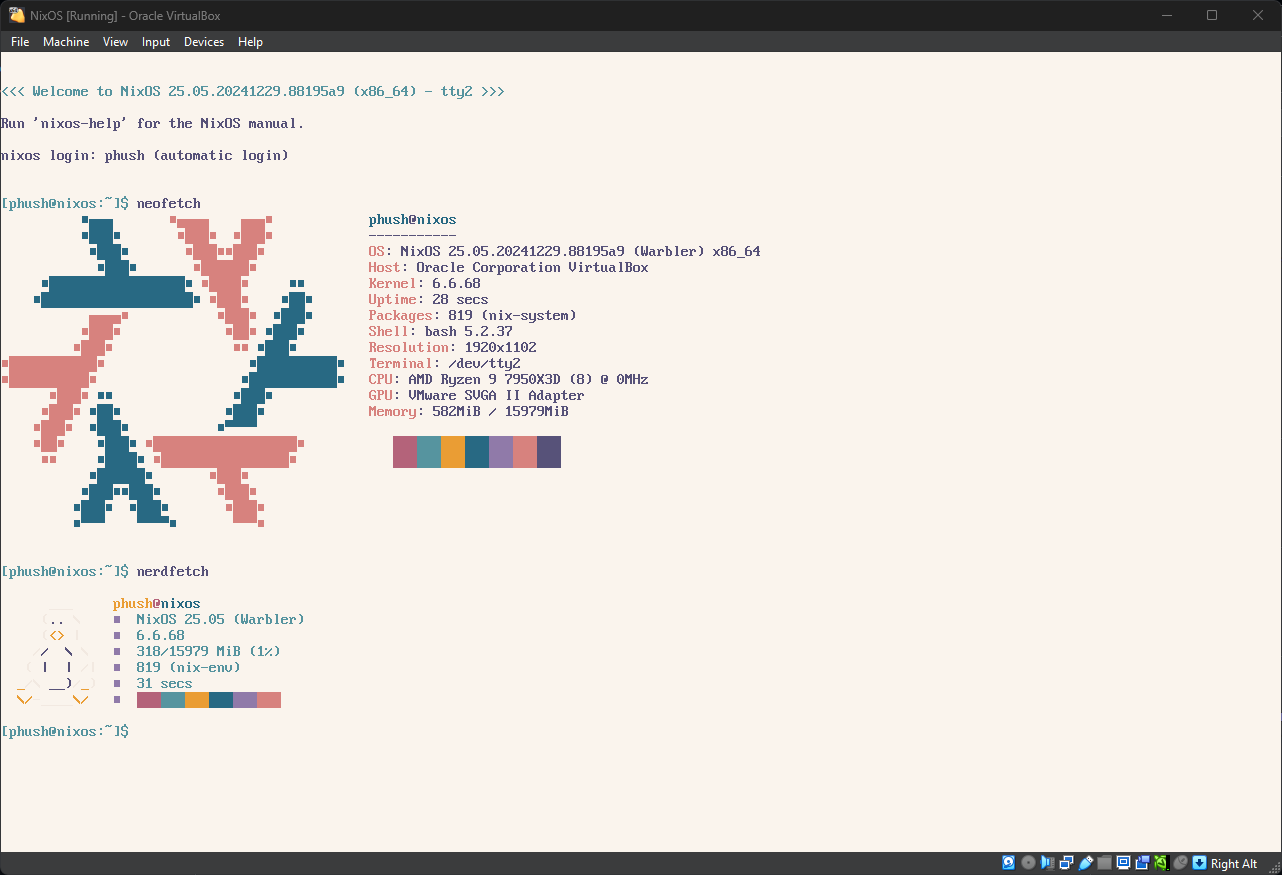 NixOS [Running] - Oracle VirtualBox
File Machine View Input Devices Help
<<< Welcome to NixOS 25.05.20241229.88195a9 (x86_64) - tty2 >>>
Run 'nixos-help' for the NixOS manual.
nixos login: phush (automatic login)
[phush@nixos:~]$ neofetch
phush@nixos
-----------
OS: NixOS 25.05.20241229.88195a9 (Warbler) x86_64
Host: Oracle Corporation VirtualBox
Kernel: 6.6.68
Uptime: 28 secs
Packages: 819 (nix-system)
Shell: bash 5.2.37
Resolution: 1920x1102
Terminal: /dev/tty2
CPU: AMD Ryzen 9 7950X3D (8) @ 0MHz
GPU: VMware SVGA II Adapter
Memory: 582MiB / 15979MiB
[phush@nixos:~]$ nerdfetch
phush@nixos
NixOS 25.05 (Warbler)
6.6.68
318/15979 MiB (1%)
819 (nix-env)
31 secs
[phush@nixos:~]$
Right Alt